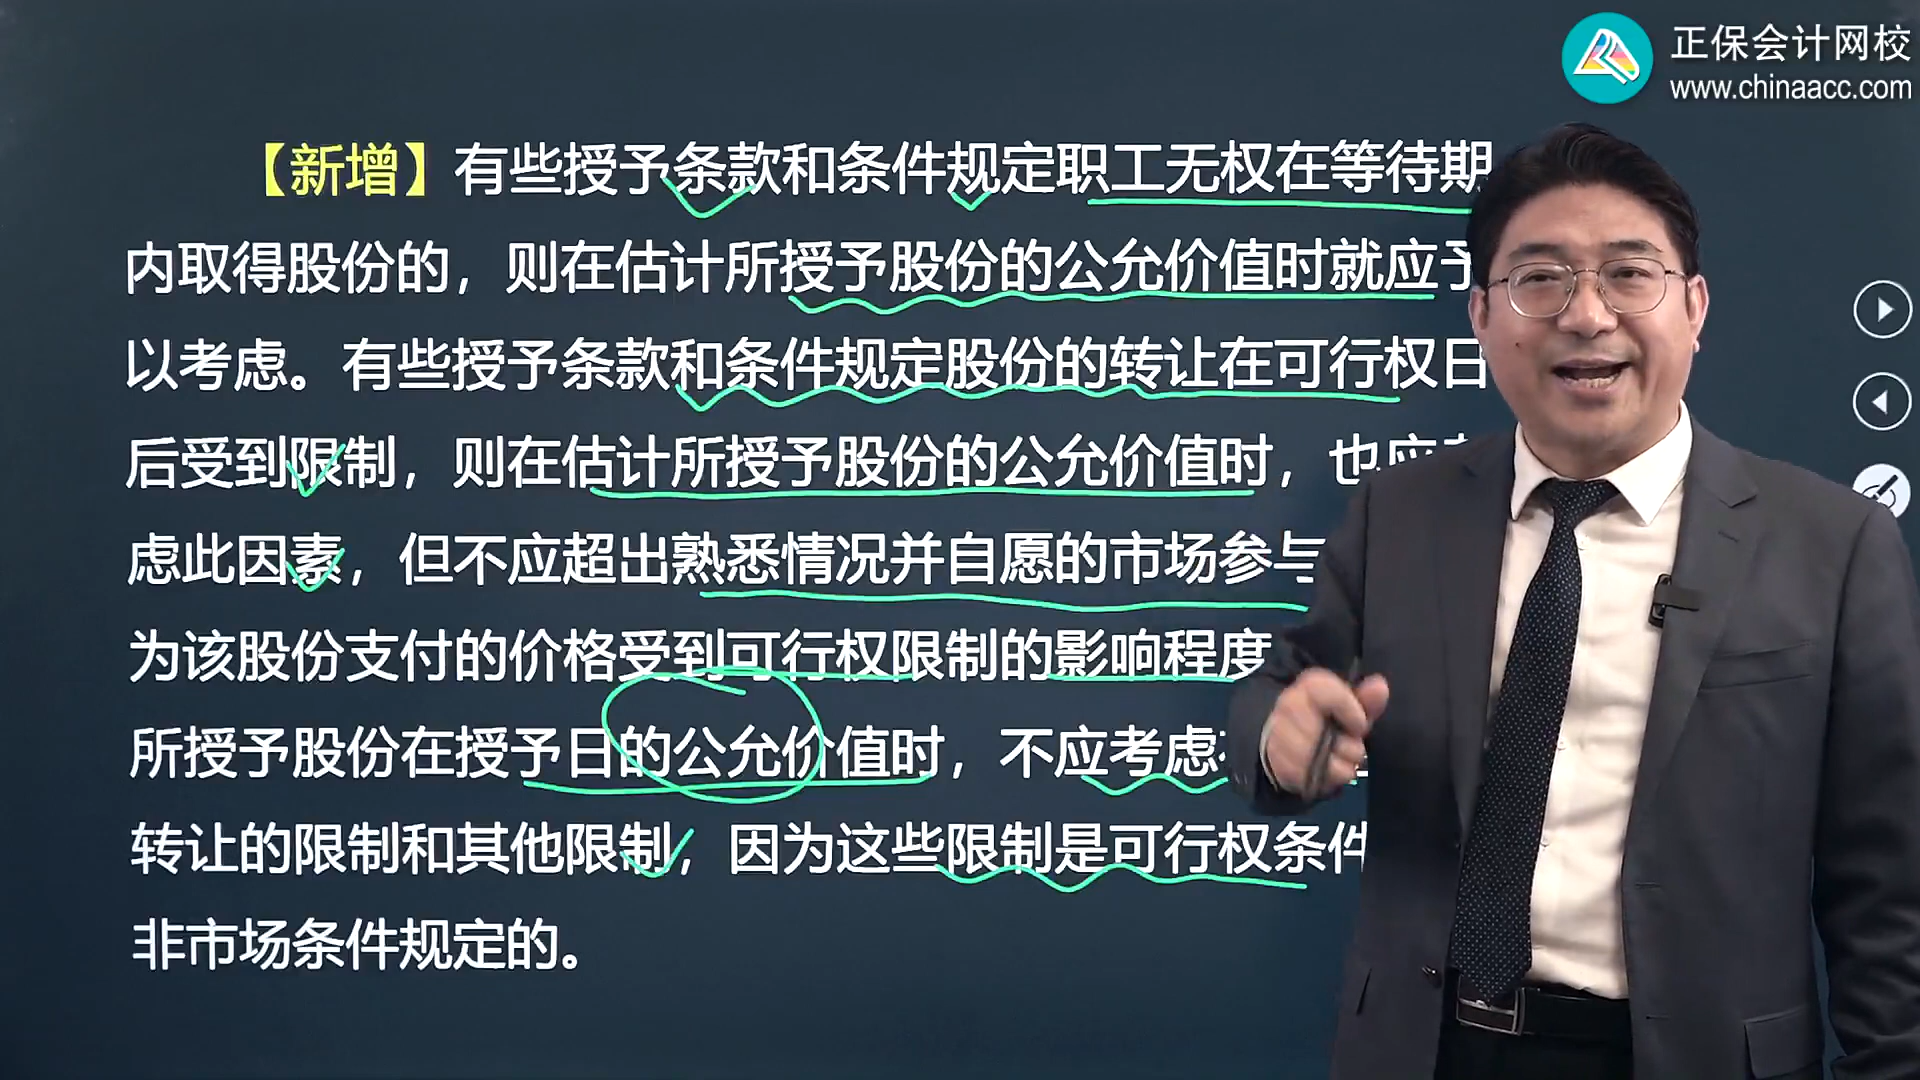 正保会计网校
www.chinaacc.com
【新增】有些授予条款和条件规定职工无权在等待期
内取得股份的，则在估计所授予股份的公允价值时就应予
以考虑。有些授予条款和条件规定股份的转让在可行权日
后受到限制，则在估计所授予股份的公允价值时，也应
虑此因素，但不应超出熟悉情况并自愿的市场参与
为该股份支付的价格受到可行权限制的影响程度
所授予股份在授予日的公允价值时，不应考虑
转让的限制和其他限制，因为这些限制是可行权条件
非市场条件规定的。